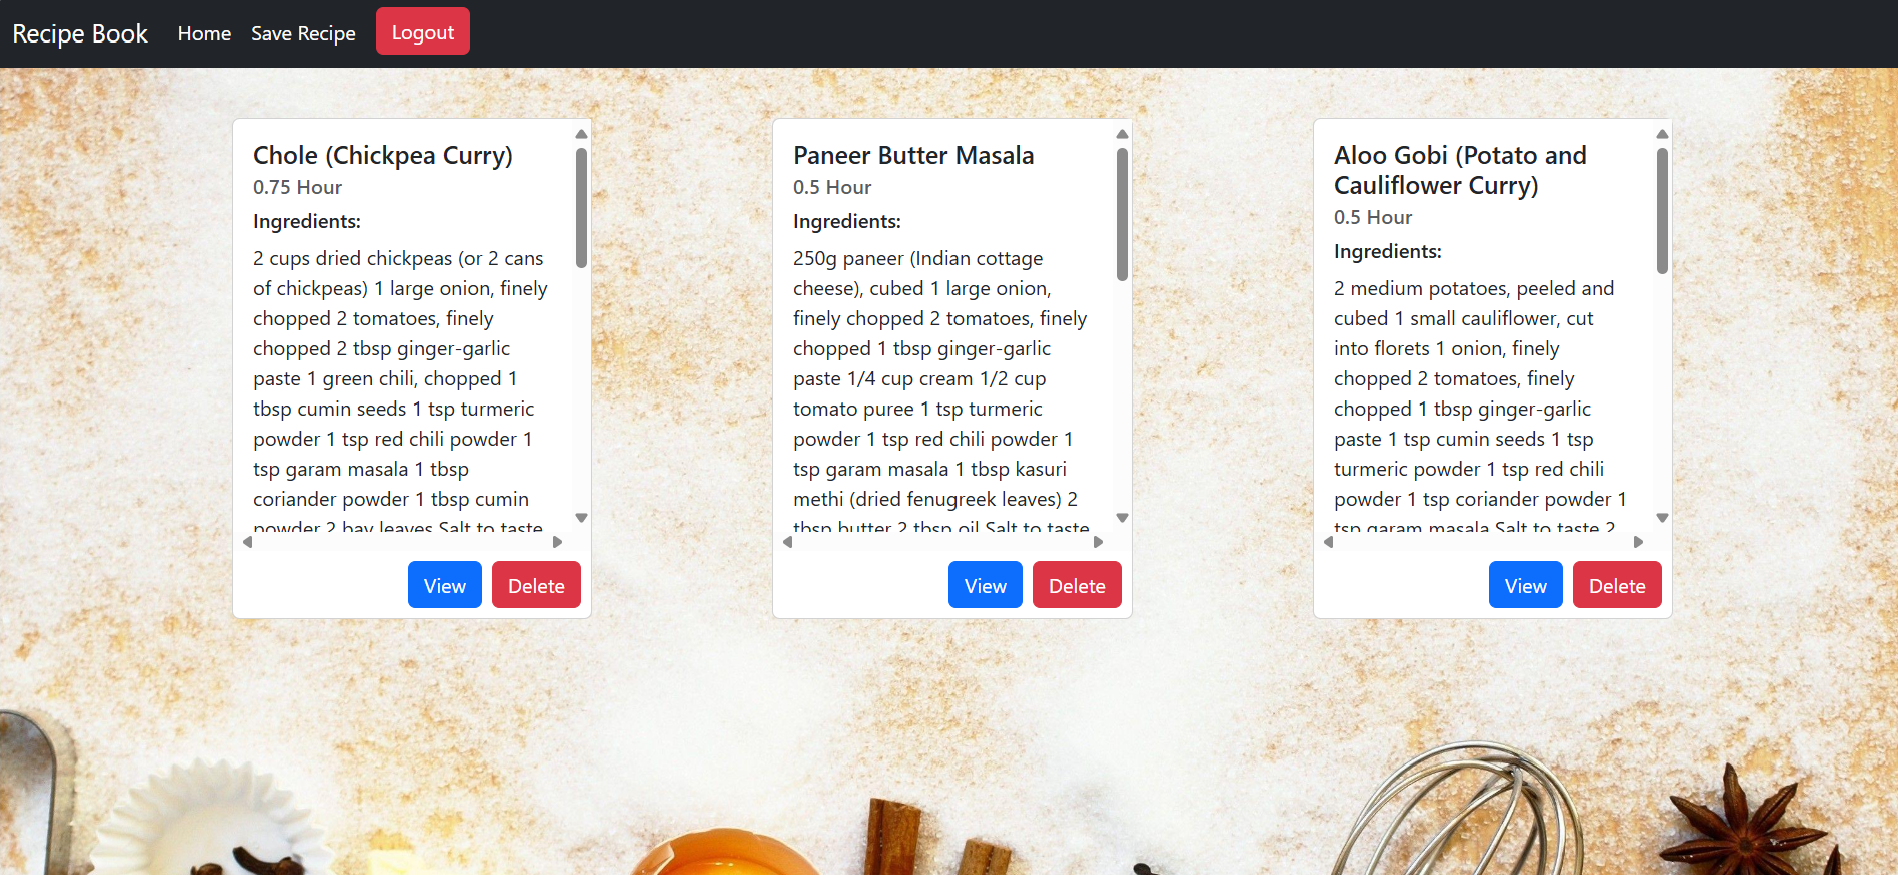 Recipe Book Home Save Recipe Logout
Chole (Chickpea Curry)
0.75 Hour
Ingredients:
2 cups dried chickpeas (or 2 cans
of chickpeas) 1 large onion, finely
chopped 2 tomatoes, finely
chopped 2 tbsp ginger-garlic
paste 1 green chili, chopped 1
tbsp cumin seeds 1 tsp turmeric
powder 1 tsp red chili powder 1
tsp garam masala 1 tbsp
coriander powder 1 tbsp cumin
powder 2 bay leaves Salt to taste
View Delete
Paneer Butter Masala
0.5 Hour
Ingredients:
250g paneer (Indian cottage
cheese), cubed 1 large onion,
finely chopped 2 tomatoes, finely
chopped 1 tbsp ginger-garlic
paste 1/4 cup cream 1/2 cup
tomato puree 1 tsp turmeric
powder 1 tsp red chili powder 1
tsp garam masala 1 tbsp kasuri
methi (dried fenugreek leaves) 2
tbsp butter 2 tbsp oil Salt to taste
View Delete
Aloo Gobi (Potato and
Cauliflower Curry)
0.5 Hour
Ingredients:
2 medium potatoes, peeled and
cubed 1 small cauliflower, cut
into florets 1 onion, finely
chopped 2 tomatoes, finely
chopped 1 tbsp ginger-garlic
paste 1 tsp cumin seeds 1 tsp
turmeric powder 1 tsp red chili
powder 1 tsp coriander powder 1
tsp garam masala Salt to taste 2
View Delete